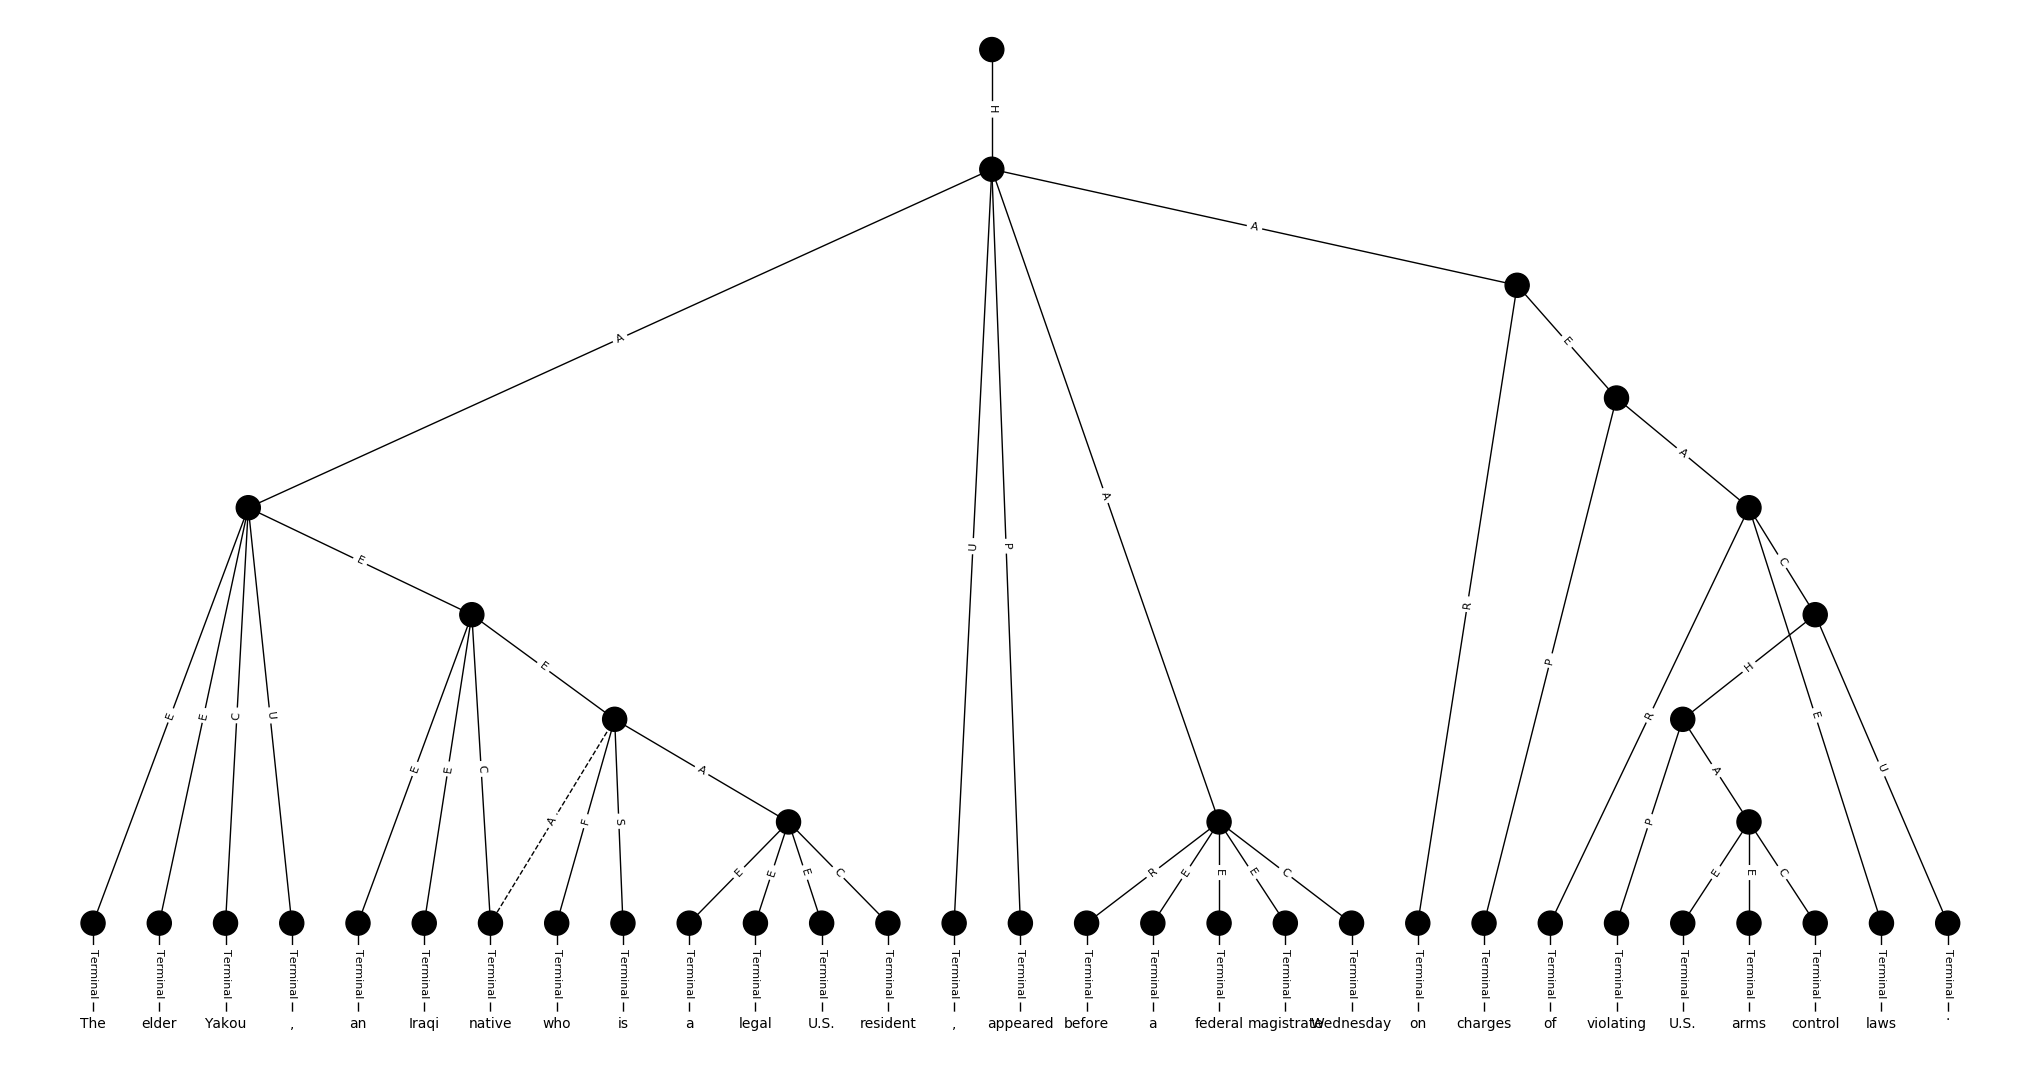 H
A
A
E
A
E
A
C
E
U
P
A
R
P
E
H
E
E
C
U
E
E
C
A
R
E
U
A
F
S
P
A
E
E
E
C
R
E
E
E
C
E
E
C
Terminal Terminal Terminal Terminal Terminal Terminal Terminal Terminal Terminal Terminal Terminal Terminal Terminal Terminal Terminal Terminal Terminal Terminal Terminal Terminal Terminal Terminal Terminal Terminal Terminal Terminal Terminal Terminal Terminal
The elder Yakou , an Iraqi native who is a legal U.S. resident , appeared before a federal magistrate Wednesday on charges of violating U.S. arms control laws .